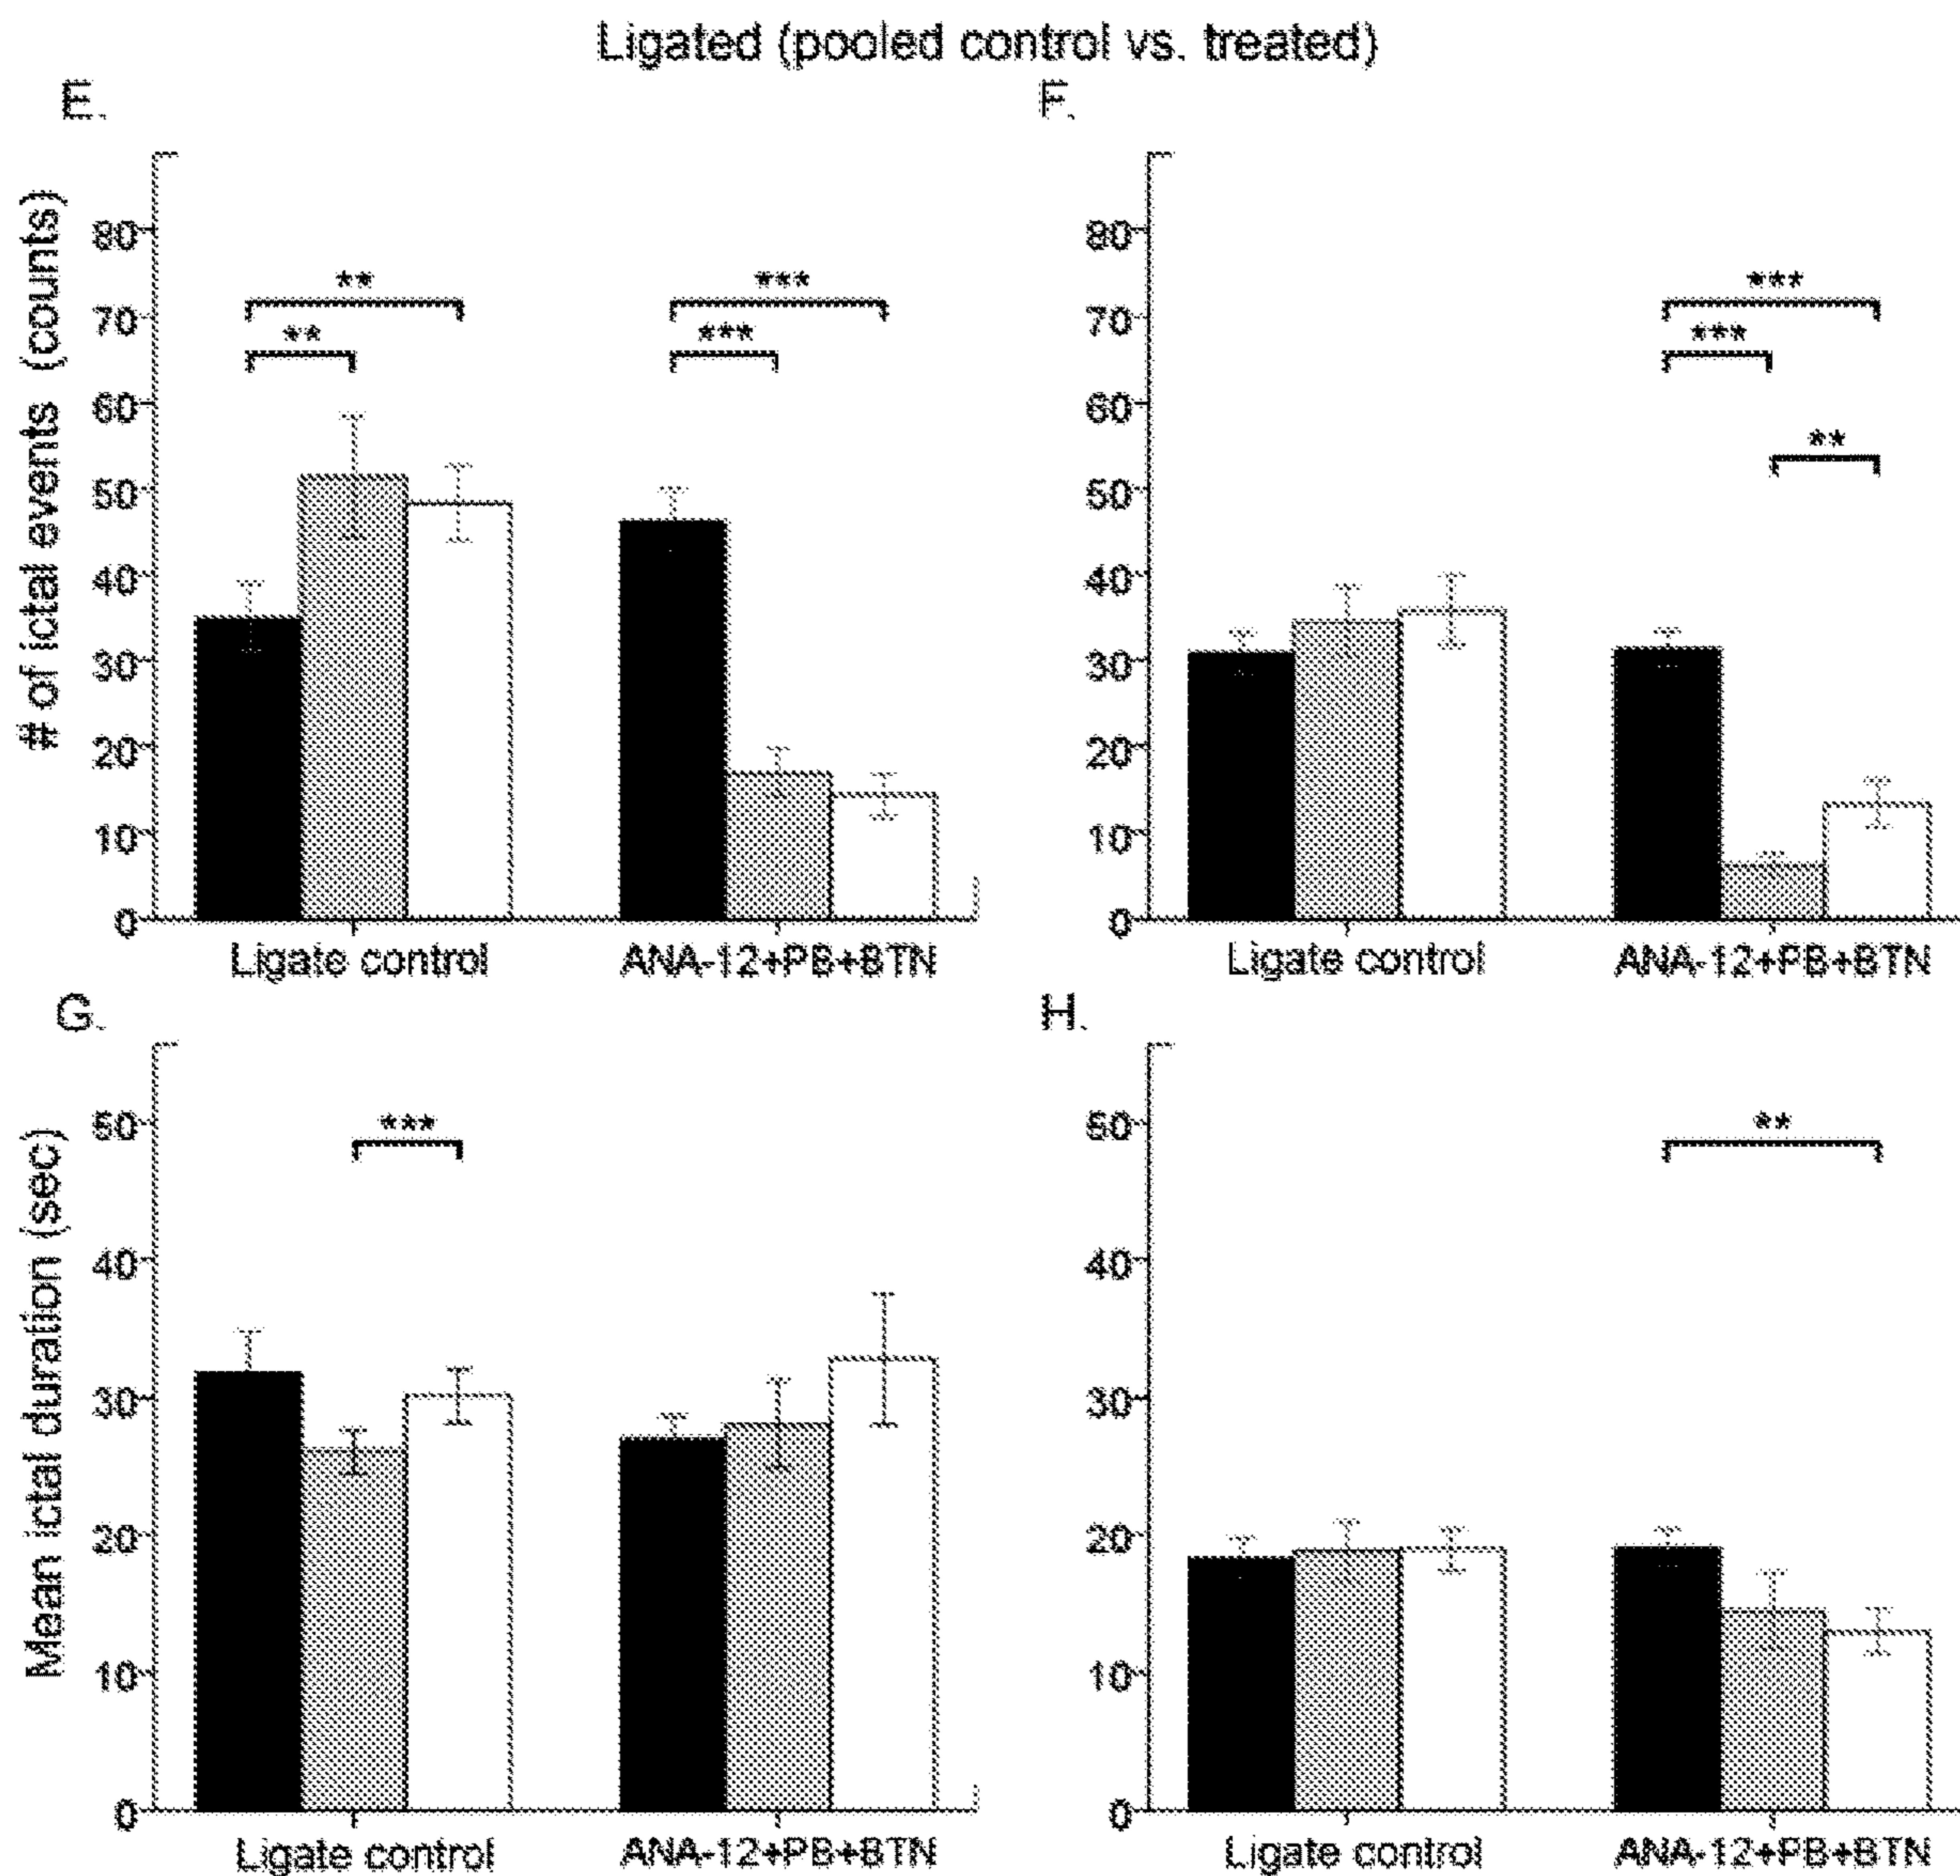 Ligated (pooled control vs. treated)
E.
F.
# of ictal events (counts)
80
70
60
50
40
30
20
10
0
** 
**
***
***
Ligate control
ANA-12+PB+BTN
80
70
60
50
40
30
20
10
0
***
***
**
Ligate control
ANA-12+PB+BTN
G.
H.
Mean ictal duration (sec)
50
40
30
20
10
0
***
Ligate control
ANA-12+PB+BTN
50
40
30
20
10
0
**
Ligate control
ANA-12+PB+BTN